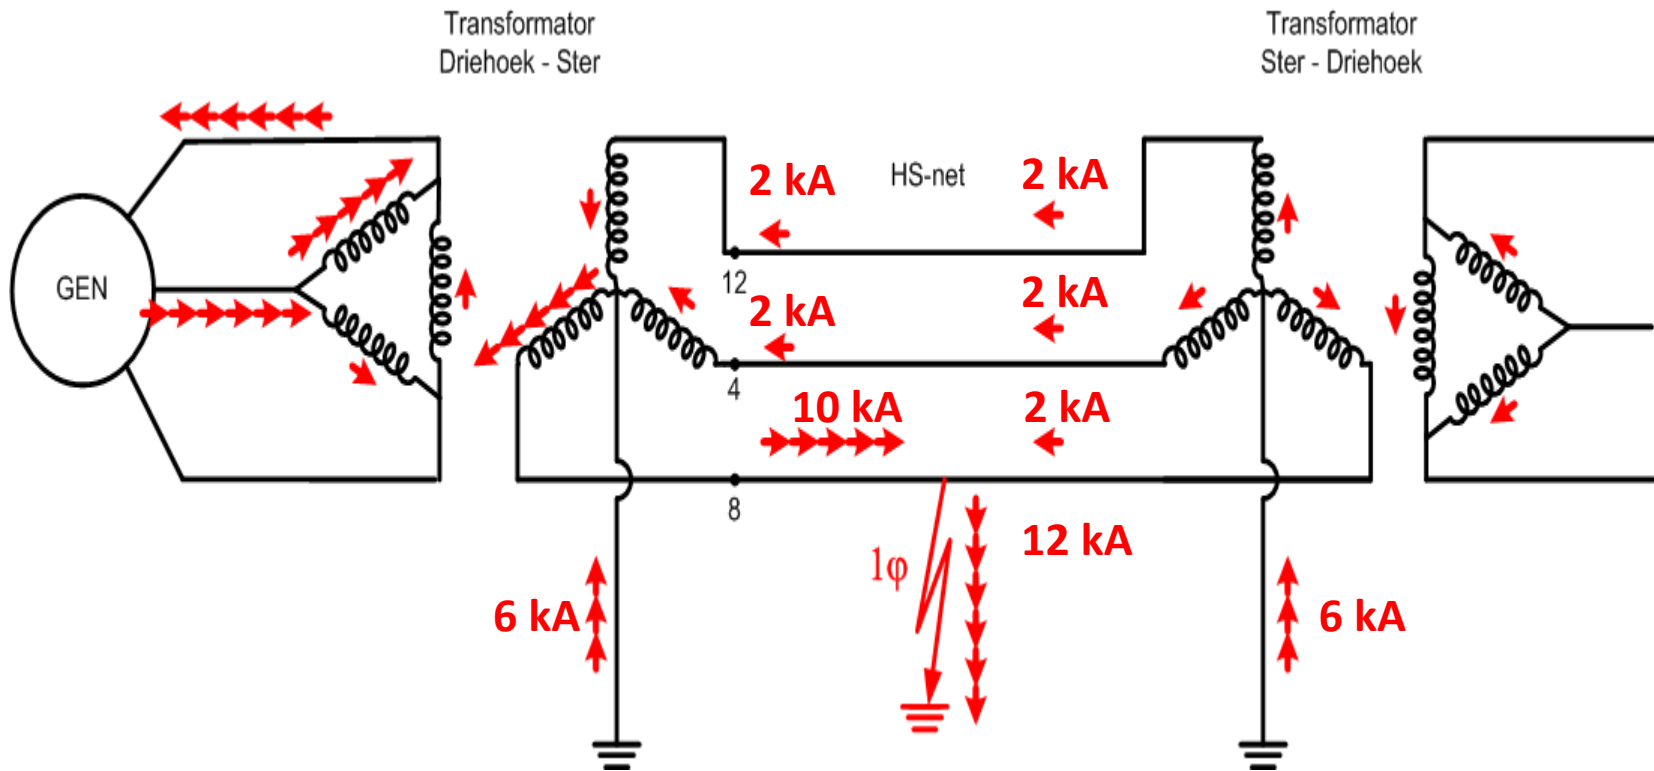 Transformator
Driehoek - Ster
Transformator
Ster - Driehoek
2 kA
HS-net
2 kA
GEN
12
2 kA
2 kA
4
10 kA
2 kA
8
12 kA
1φ
6 kA
6 kA